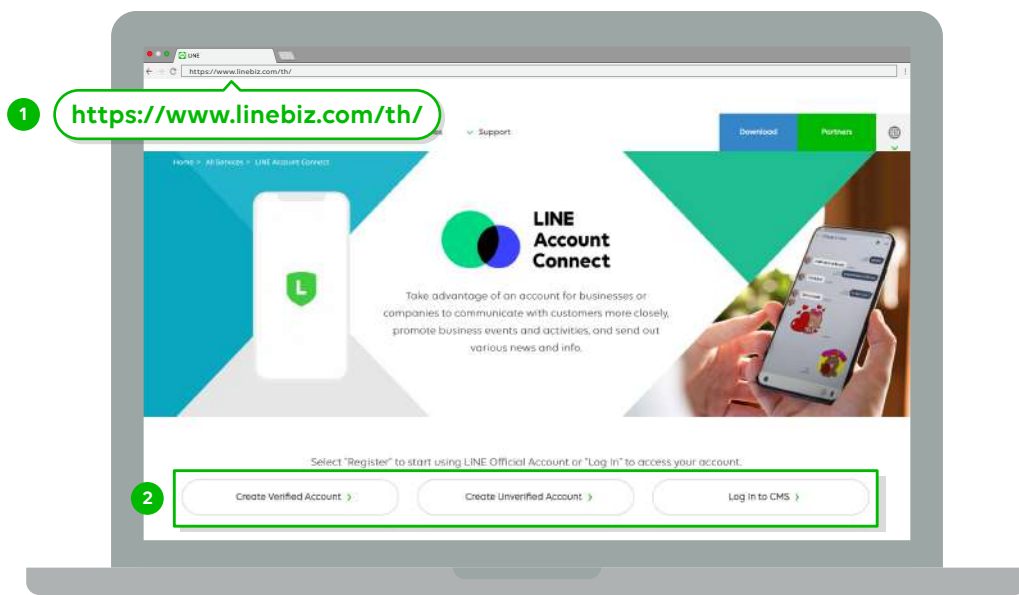 LINE
https://www.linebiz.com/th/
1
https://www.linebiz.com/th/
Support
Download
Partners
Home > All Services > LINE Account Connect
LINE
Account
Connect
L
Take advantage of an account for businesses or
companies to communicate with customers more closely,
promote business events and activities, and send out
various news and info.
Select "Register" to start using LINE Official Account or "Log In" to access your account.
2
Create Verified Account >
Create Unverified Account >
Log In to CMS >